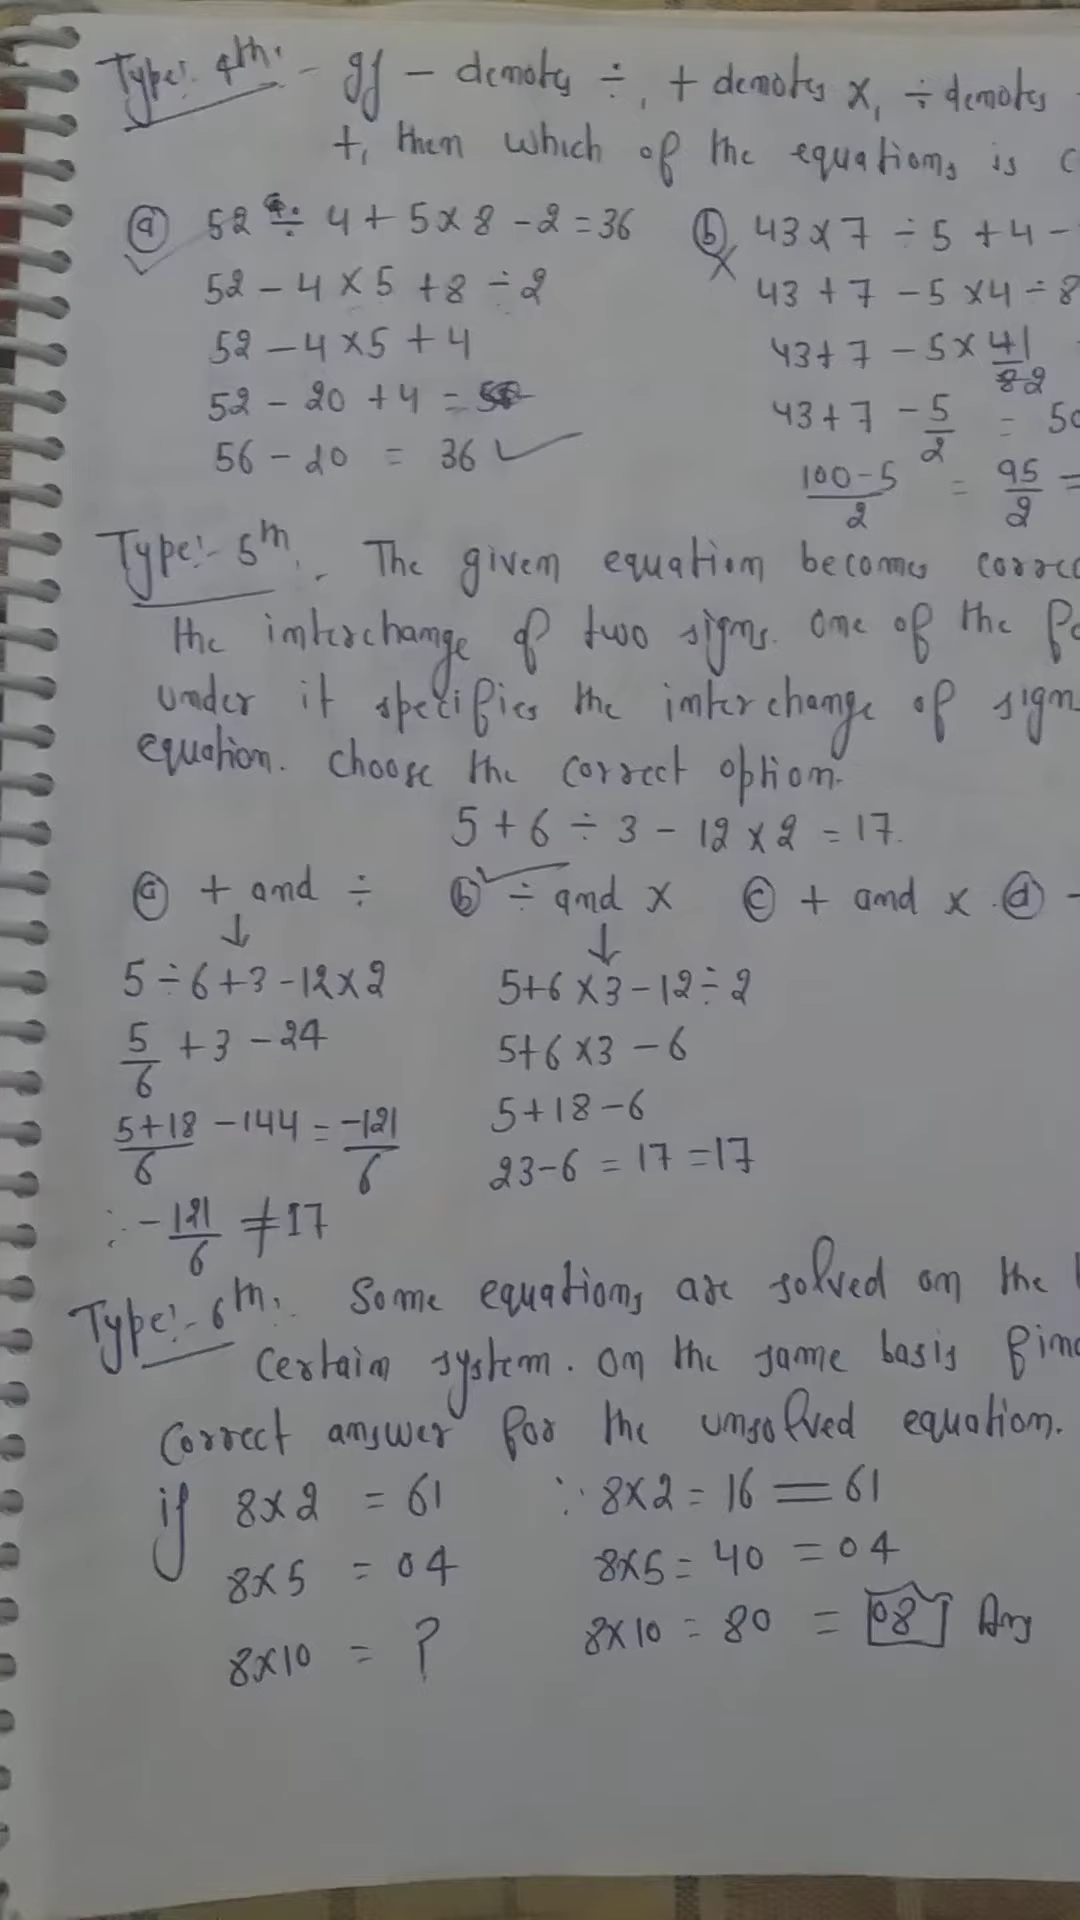 Type:- 4th:- If - denotes ÷, + denotes x, ÷ denotes -
+, then which of the equations is
(a) 52 ÷ 4 + 5 x 8 - 2 = 36
52 - 4 x 5 + 8 ÷ 2
52 - 4 x 5 + 4
52 - 20 + 4 =
56 - 20 = 36 ✓
(b) 43 x 7 ÷ 5 + 4 -
43 + 7 - 5 x 4 ÷ 8
43 + 7 - 5 x 41/82
43 + 7 - 5/2 = 50
100-5/2 = 95/2 =
Type:- 5th:- The given equation becomes
the interchange of two signs. One of the
under it specifies the interchange of
equation. choose the correct option.
5 + 6 ÷ 3 - 12 x 2 = 17.
(a) + and ÷ (b) ÷ and x (c) + and x (d) -
5 ÷ 6 + 3 - 12 x 2
5/6 + 3 - 24
5+18-144/6 = -121/6
∴ -121/6 ≠ 17
5+6 x 3 - 12 ÷ 2
5+6 x 3 - 6
5 + 18 - 6
23 - 6 = 17 = 17
Type:- 6th:- Some equations are solved on the
certain system. on the same basis
correct answer for the unsolved equation.
if 8 x 2 = 61 ∵ 8 x 2 = 16 = 61
8 x 5 = 04 8 x 5 = 40 = 04
8 x 10 = ? 8 x 10 = 80 = 08 Ans